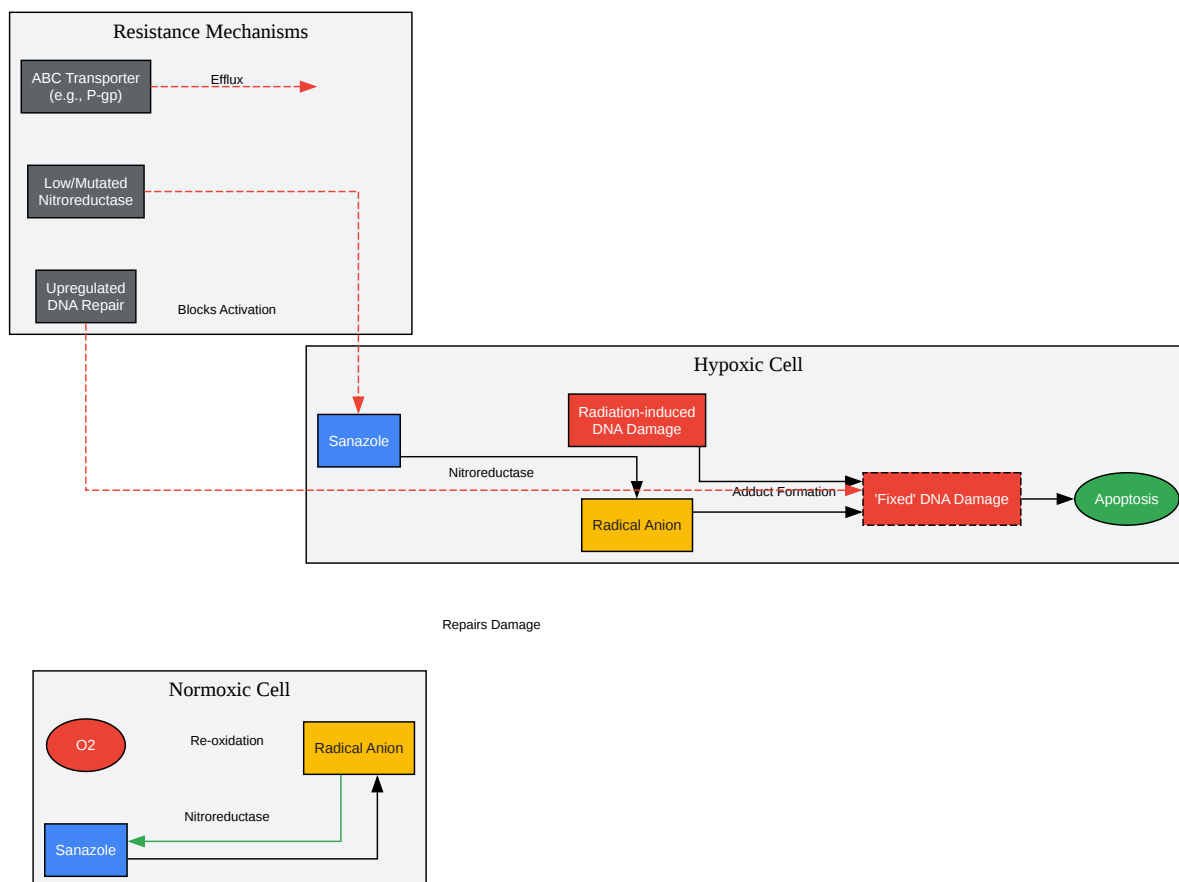 Resistance Mechanisms
ABC Transporter
(e.g., P-gp)
Efflux
Low/Mutated
Nitroreductase
Upregulated
DNA Repair
Blocks Activation
Hypoxic Cell
Radiation-induced
DNA Damage
Sanazole
Nitroreductase
Adduct Formation
'Fixed' DNA Damage
Apoptosis
Radical Anion
Repairs Damage
Normoxic Cell
O2
Re-oxidation
Radical Anion
Nitroreductase
Sanazole